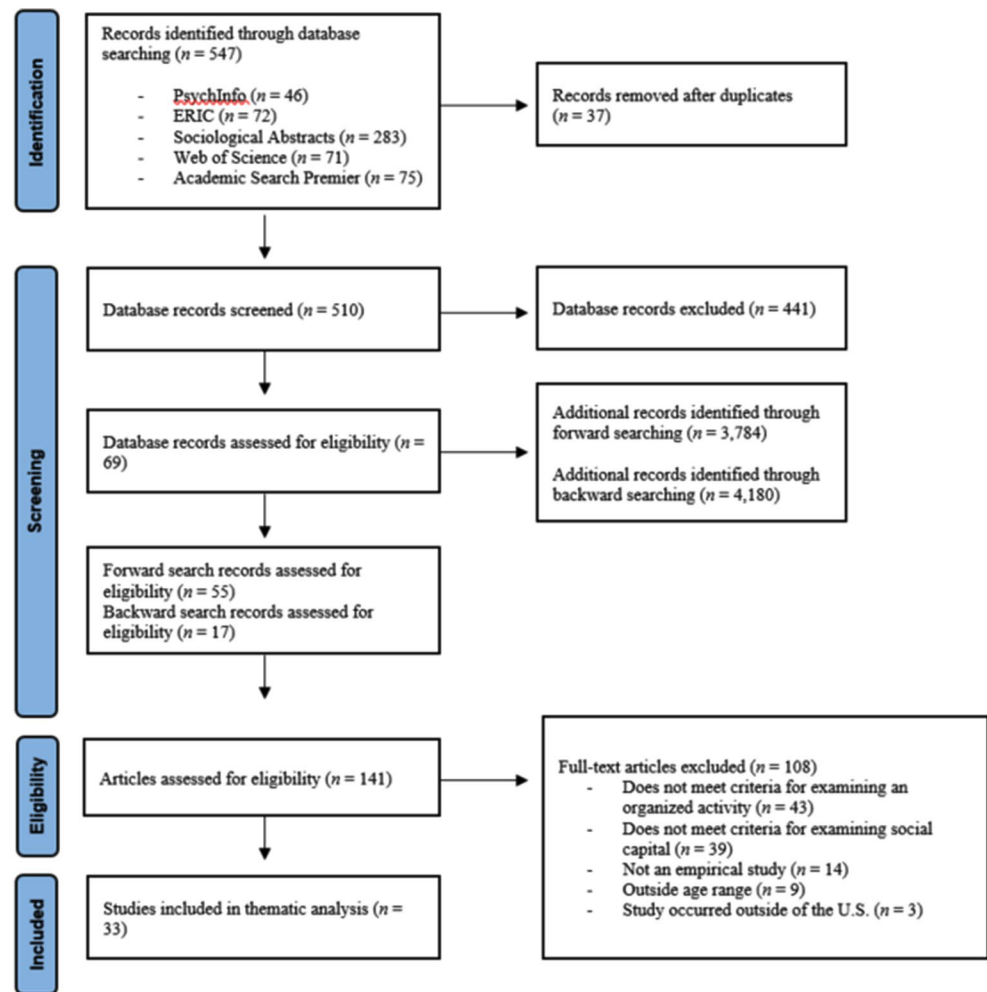 Identification
Records identified through database
searching (n = 547)
- PsychInfo (n = 46)
- ERIC (n = 72)
- Sociological Abstracts (n = 283)
- Web of Science (n = 71)
- Academic Search Premier (n = 75)
Records removed after duplicates
(n = 37)
Screening
Database records screened (n = 510)
Database records excluded (n = 441)
Database records assessed for eligibility (n =
69)
Additional records identified through
forward searching (n = 3,784)
Additional records identified through
backward searching (n = 4,180)
Forward search records assessed for
eligibility (n = 55)
Backward search records assessed for
eligibility (n = 17)
Eligibility
Articles assessed for eligibility (n = 141)
Full-text articles excluded (n = 108)
- Does not meet criteria for examining an
organized activity (n = 43)
- Does not meet criteria for examining social
capital (n = 39)
- Not an empirical study (n = 14)
- Outside age range (n = 9)
- Study occurred outside of the U.S. (n = 3)
Included
Studies included in thematic analysis (n =
33)